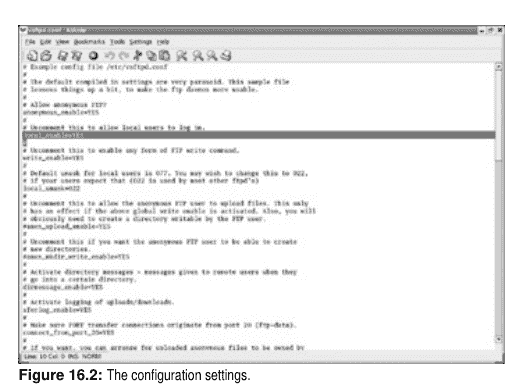 vsftpd.conf - KWrite
File Edit View Bookmarks Tools Settings Help
# Example config file /etc/vsftpd.conf
#
# The default compiled in settings are very paranoid. This sample file
# loosens things up a bit, to make the ftp daemon more usable.
#
# Allow anonymous FTP?
anonymous_enable=YES
#
# Uncomment this to allow local users to log in.
local_enable=YES
#
# Uncomment this to enable any form of FTP write command.
write_enable=YES
#
# Default umask for local users is 077. You may wish to change this to 022,
# if your users expect that (022 is used by most other ftpd's)
local_umask=022
#
# Uncomment this to allow the anonymous FTP user to upload files. This only
# has an effect if the above global write enable is activated. Also, you will
# obviously need to create a directory writable by the FTP user.
#anon_upload_enable=YES
#
# Uncomment this if you want the anonymous FTP user to be able to create
# new directories.
#anon_mkdir_write_enable=YES
#
# Activate directory messages - messages given to remote users when they
# go into a certain directory.
dirmessage_enable=YES
#
# Activate logging of uploads/downloads.
xferlog_enable=YES
#
# Make sure PORT transfer connections originate from port 20 (ftp-data).
connect_from_port_20=YES
#
# If you want, you can arrange for uploaded anonymous files to be owned by
Line: 10 Col: 0 INS NORM
Figure 16.2: The configuration settings.